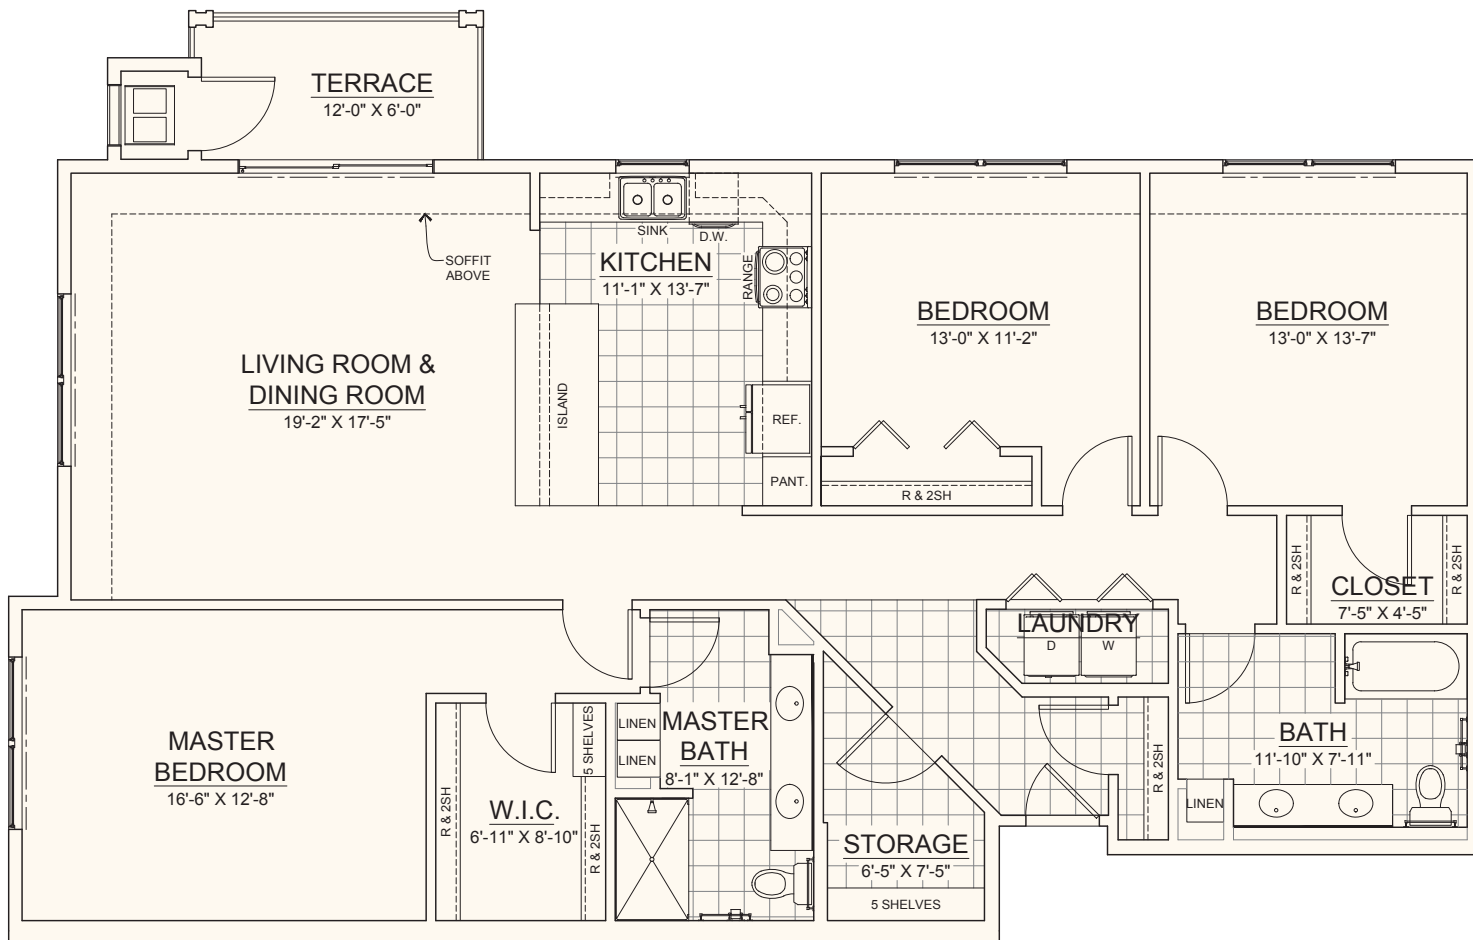 TERRACE
12'-0" X 6'-0"
SOFFIT
ABOVE
SINK
D.W.
KITCHEN
11'-1" X 13'-7"
RANGE
LIVING ROOM &
DINING ROOM
19'-2" X 17'-5"
ISLAND
REF.
PANT.
BEDROOM
13'-0" X 11'-2"
R & 2SH
BEDROOM
13'-0" X 13'-7"
R & 2SH
CLOSET
7'-5" X 4'-5"
R & 2SH
LAUNDRY
D
W
MASTER
BEDROOM
16'-6" X 12'-8"
R & 2SH
W.I.C.
6'-11" X 8'-10"
5 SHELVES
R & 2SH
LINEN
LINEN
MASTER
BATH
8'-1" X 12'-8"
STORAGE
6'-5" X 7'-5"
5 SHELVES
R & 2SH
BATH
11'-10" X 7'-11"
LINEN